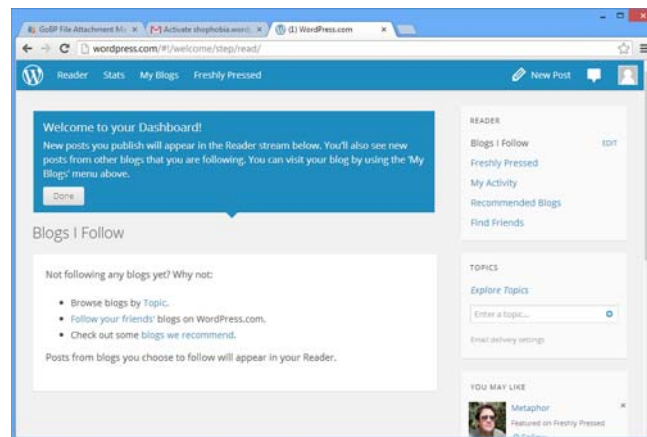 GoBP File Attachment Ma
Activate shophobia.word
(1) WordPress.com
wordpress.com/#!/welcome/step/read/
Reader Stats My Blogs Freshly Pressed New Post
Welcome to your Dashboard!
New posts you publish will appear in the Reader stream below. You'll also see new
posts from other blogs that you are following. You can visit your blog by using the 'My
Blogs' menu above.
Done
Blogs I Follow
Not following any blogs yet? Why not:
Browse blogs by Topic.
Follow your friends' blogs on WordPress.com.
Check out some blogs we recommend.
Posts from blogs you choose to follow will appear in your Reader.
READER
Blogs I Follow EDIT
Freshly Pressed
My Activity
Recommended Blogs
Find Friends
TOPICS
Explore Topics
Enter a topic...
Email delivery settings
YOU MAY LIKE
Metaphor
Featured on Freshly Pressed
Follow